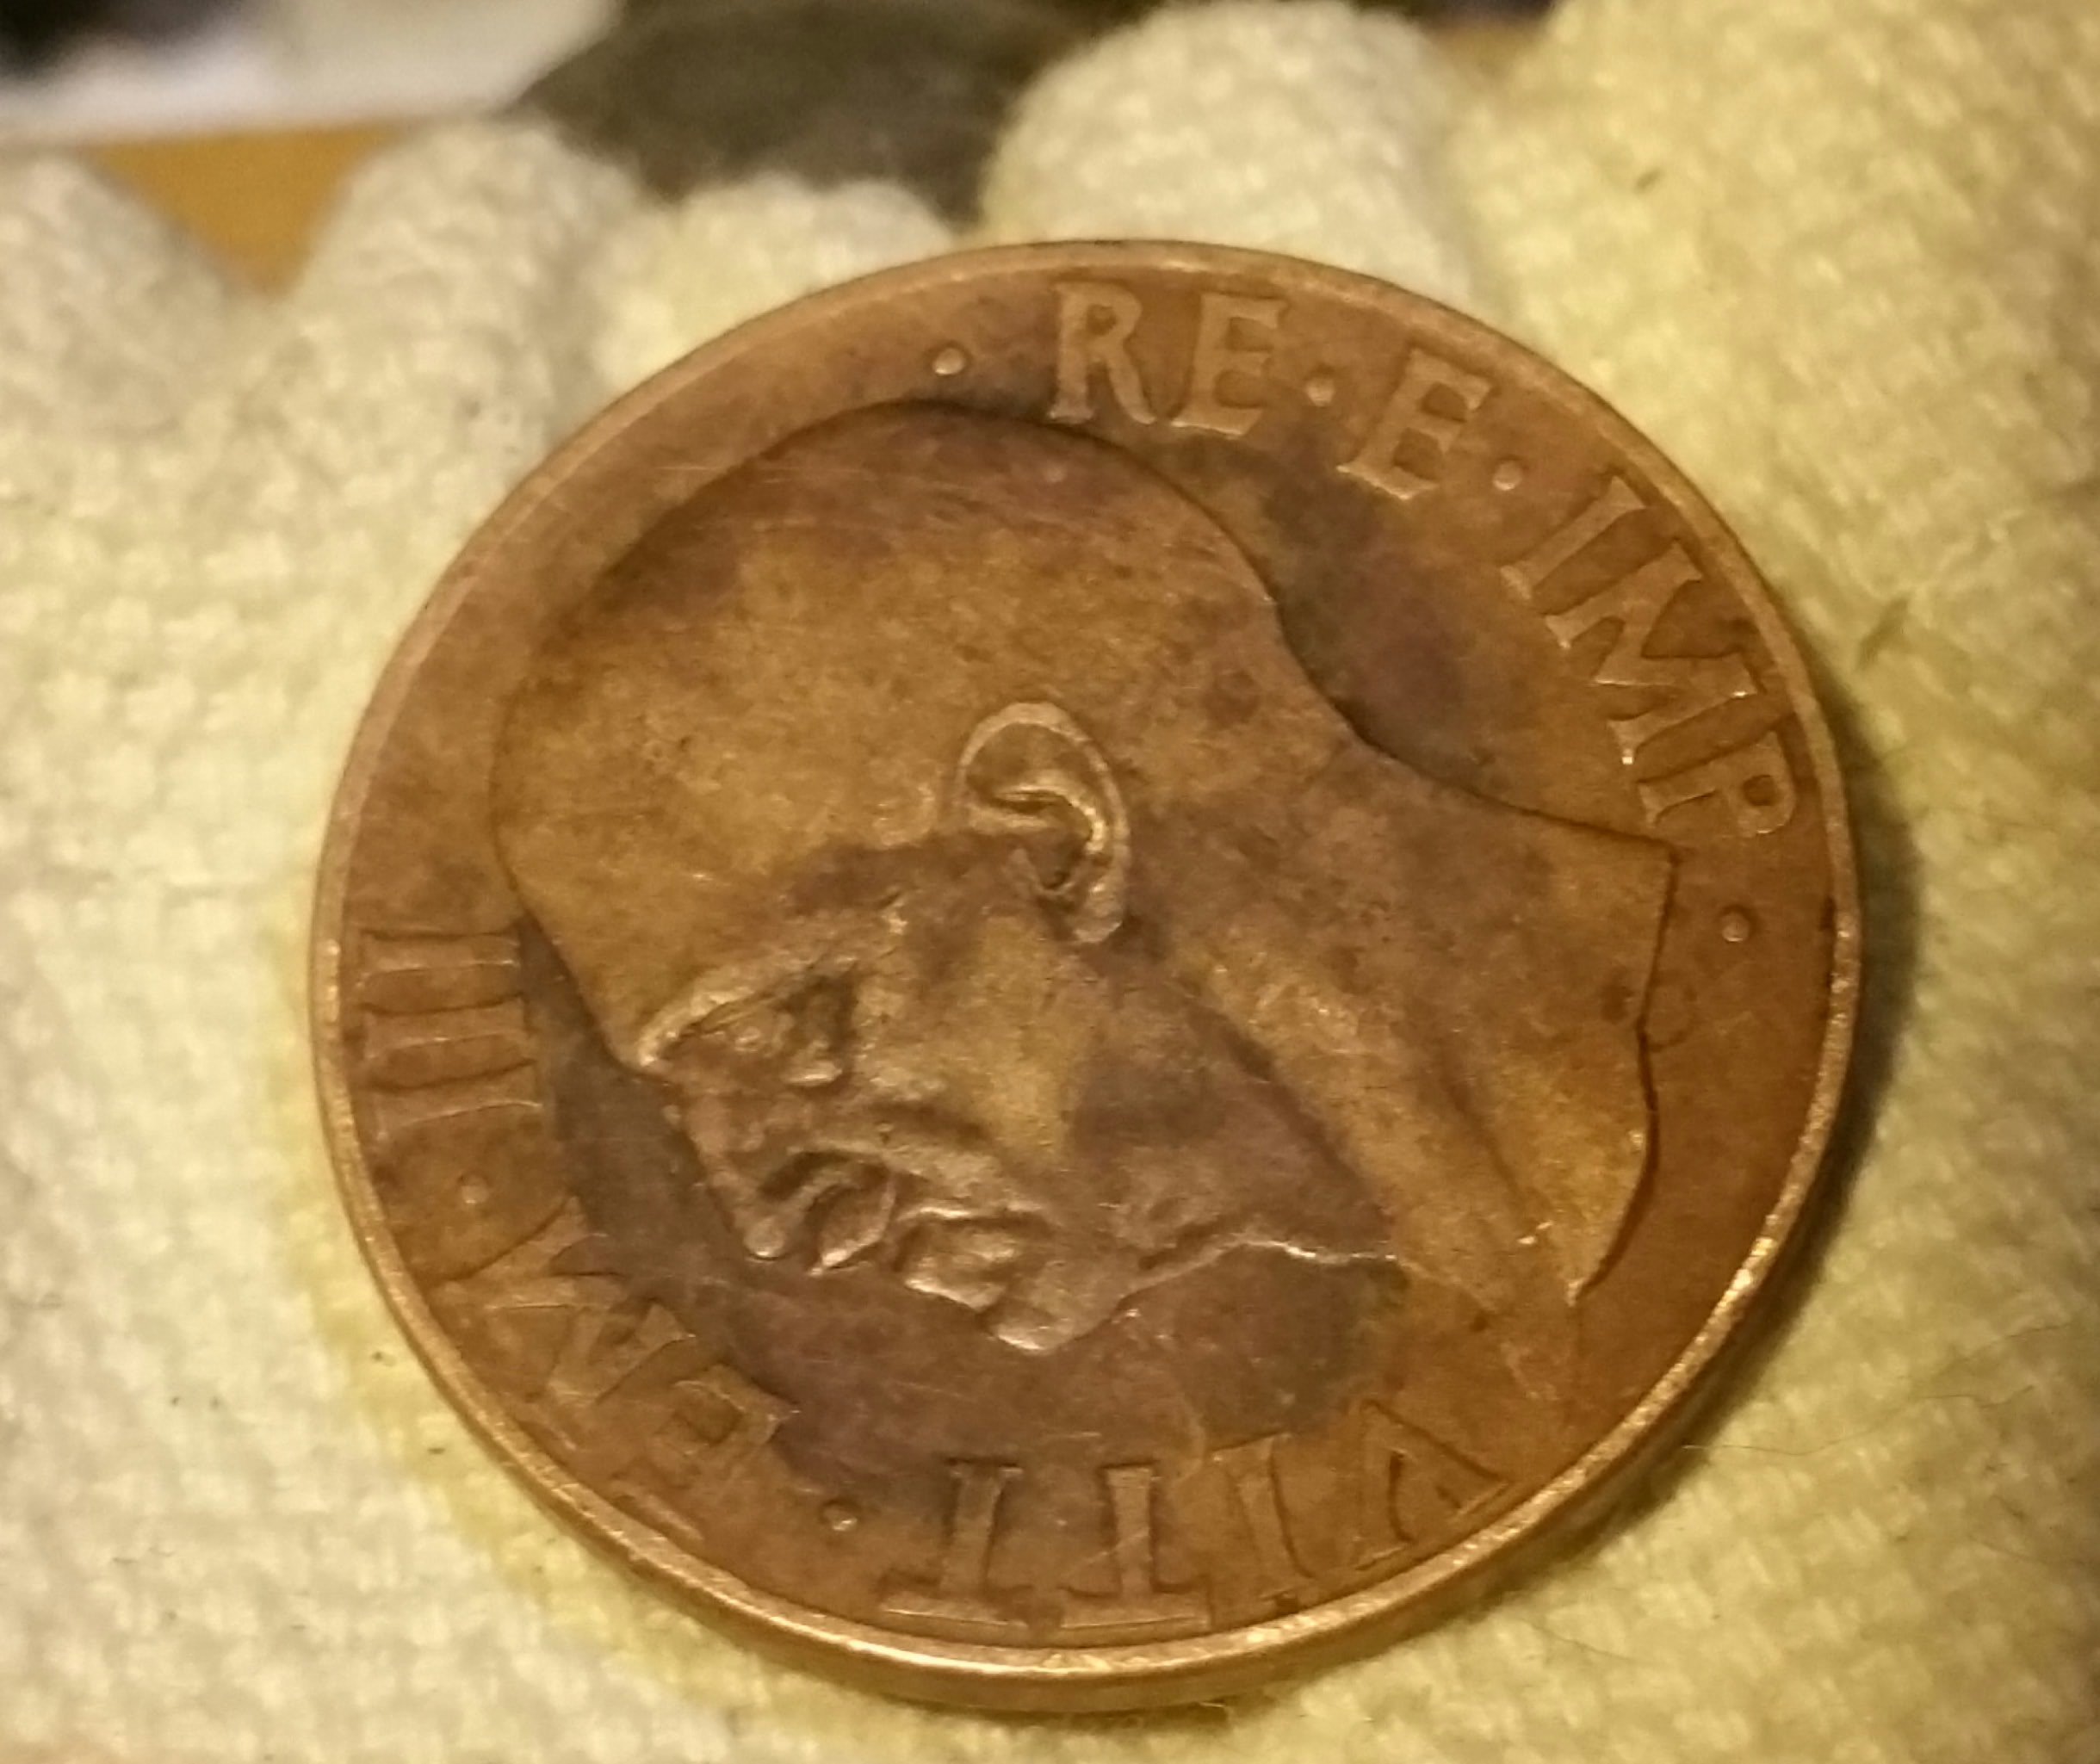 VITT · EM · III · RE · E · IMP ·